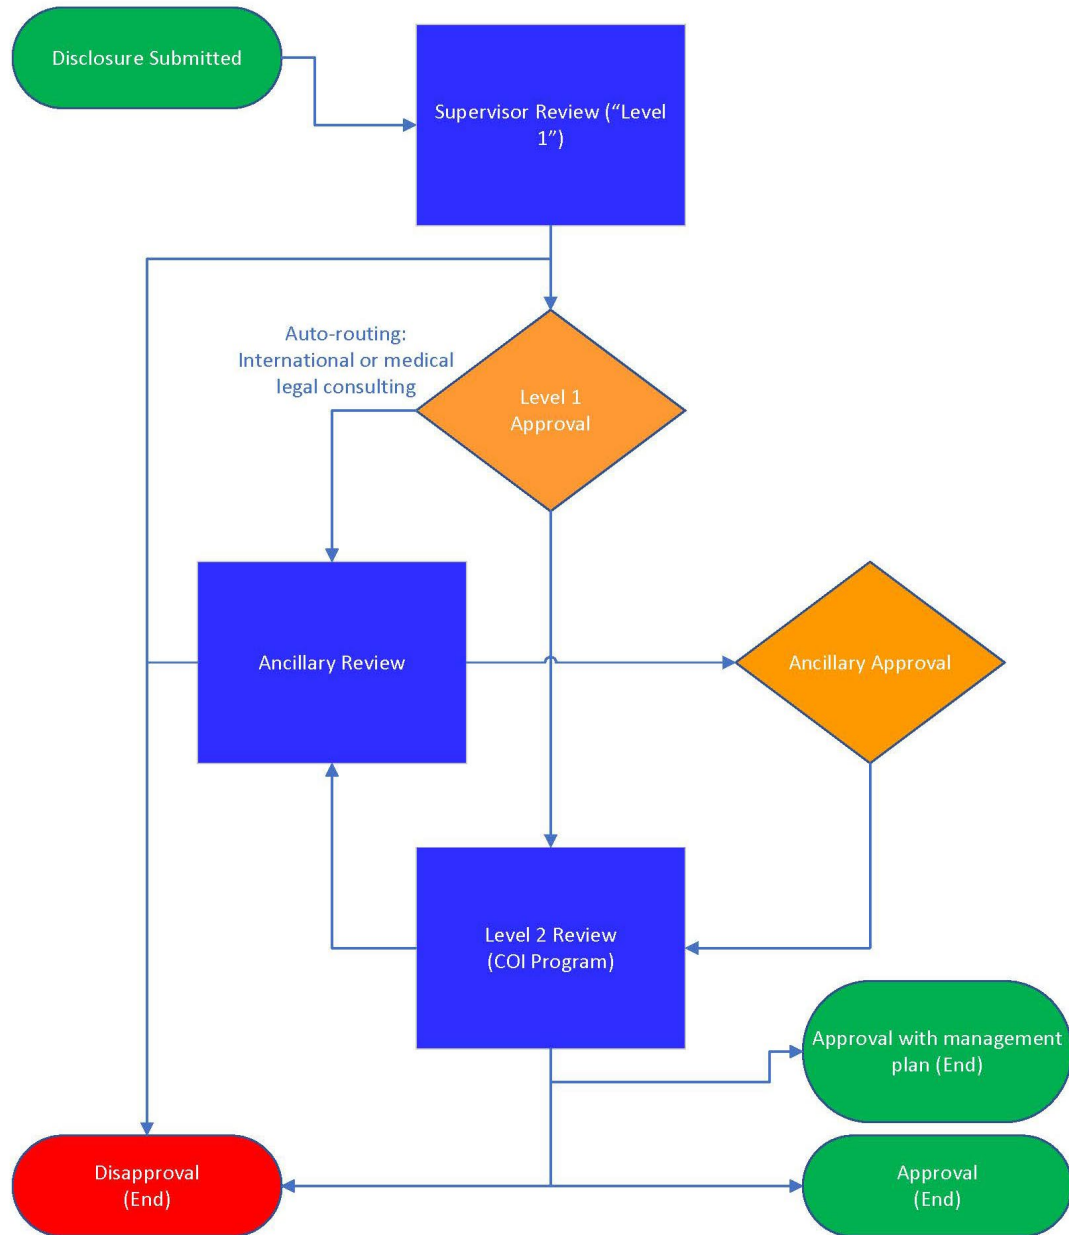 Disclosure Submitted
Supervisor Review (“Level
1”)
Auto-routing:
International or medical
legal consulting
Level 1
Approval
Ancillary Review
Ancillary Approval
Level 2 Review
(COI Program)
Approval with management
plan (End)
Disapproval
(End)
Approval
(End)